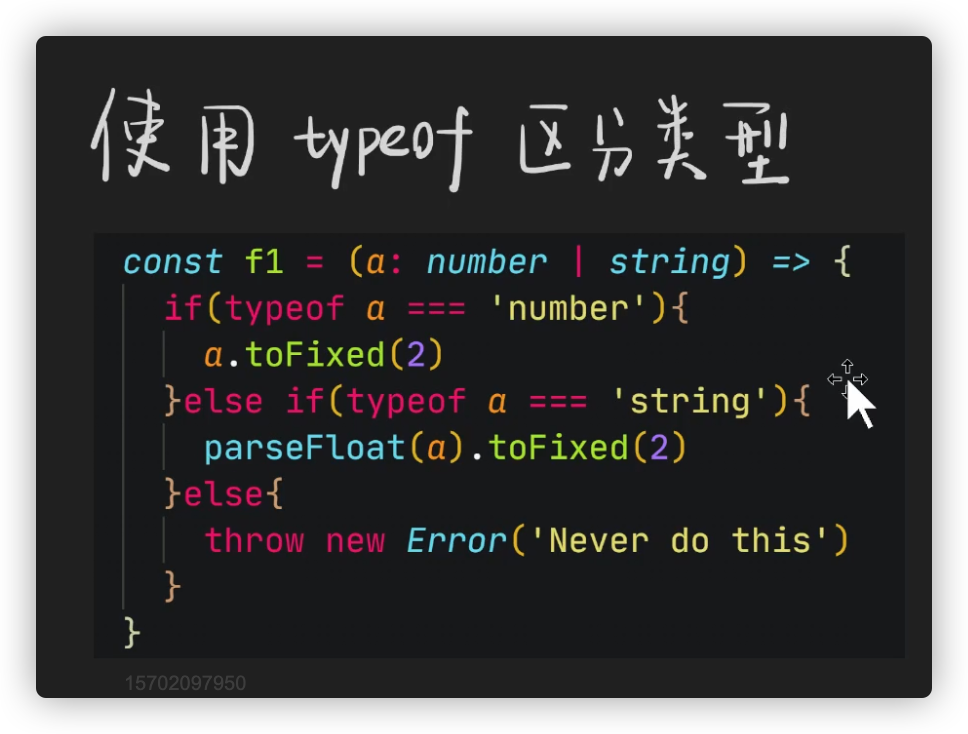 使用 typeof 区分类型
const f1 = (a: number | string) => {
if(typeof a === 'number'){
a.toFixed(2)
}else if(typeof a === 'string'){
parseFloat(a).toFixed(2)
}else{
throw new Error('Never do this')
}
}
15702097950